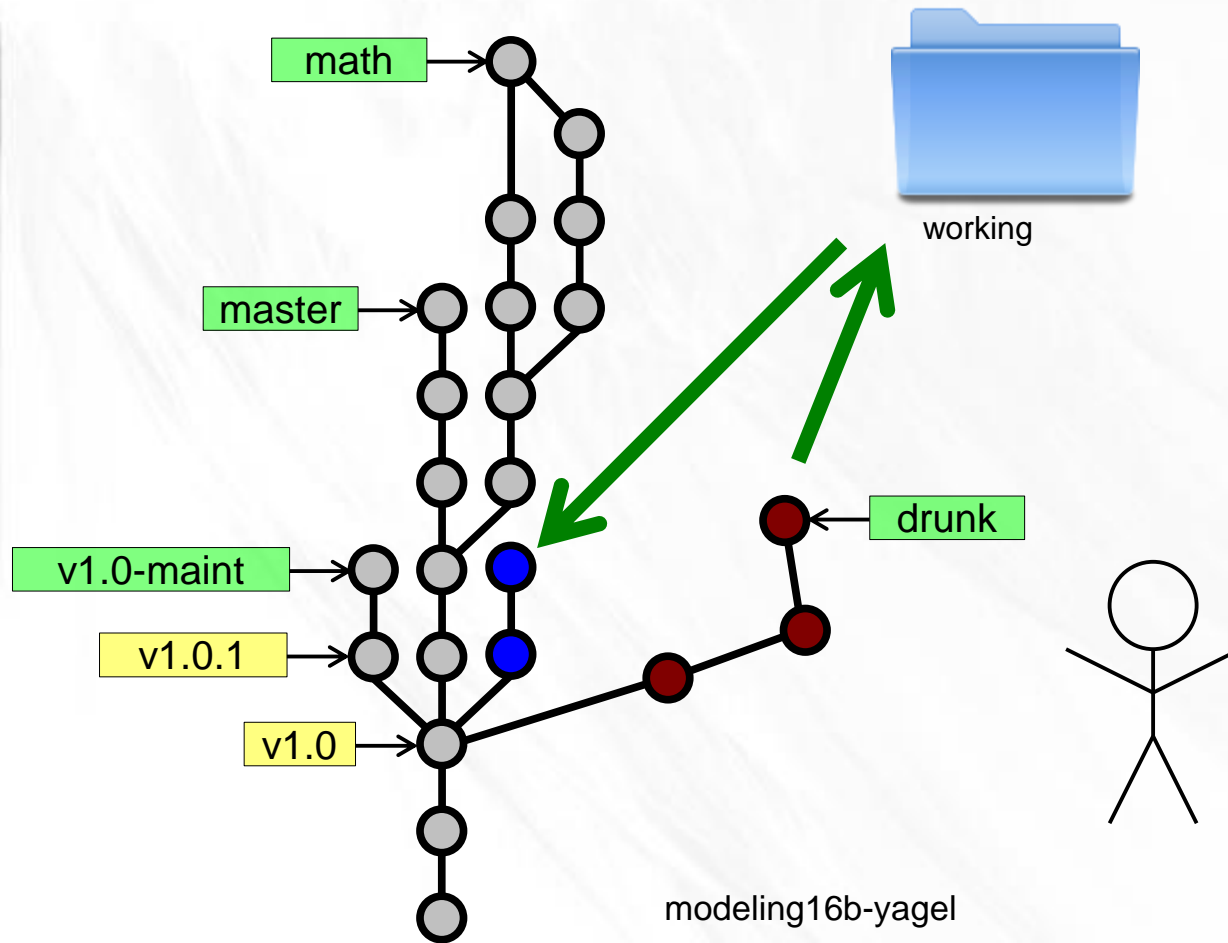 math
working
master
drunk
v1.0-maint
v1.0.1
v1.0
modeling16b-yagel